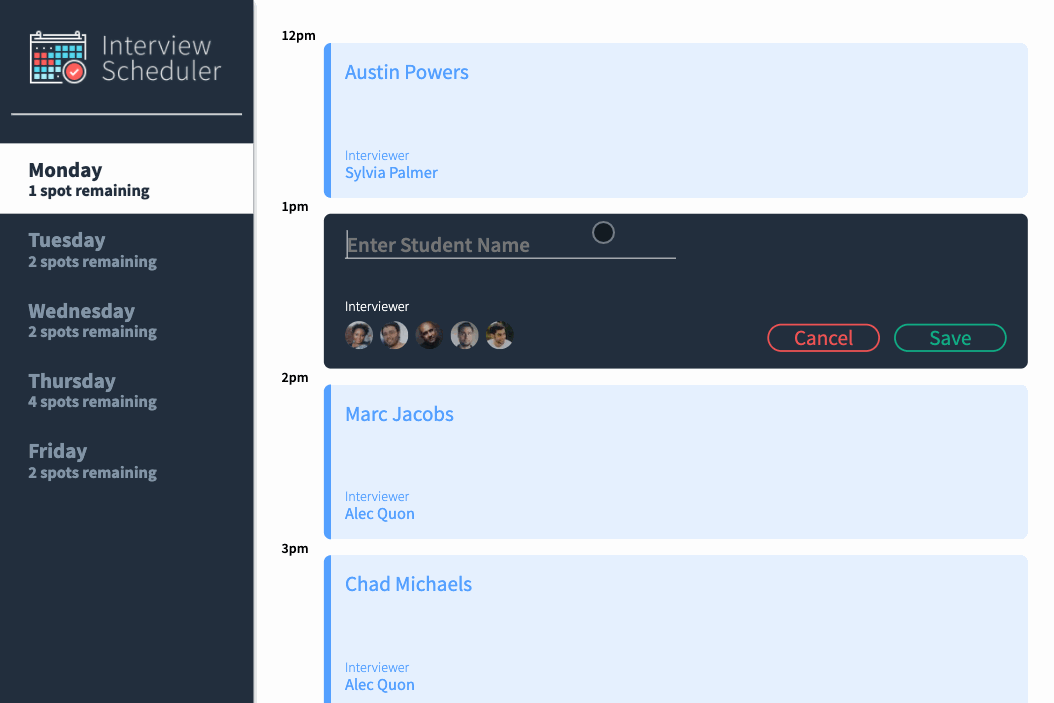 Interview
Scheduler
Monday
1 spot remaining
Tuesday
2 spots remaining
Wednesday
2 spots remaining
Thursday
4 spots remaining
Friday
2 spots remaining
12pm
Austin Powers
Interviewer
Sylvia Palmer
1pm
Enter Student Name
Interviewer
Cancel
Save
2pm
Marc Jacobs
Interviewer
Alec Quon
3pm
Chad Michaels
Interviewer
Alec Quon